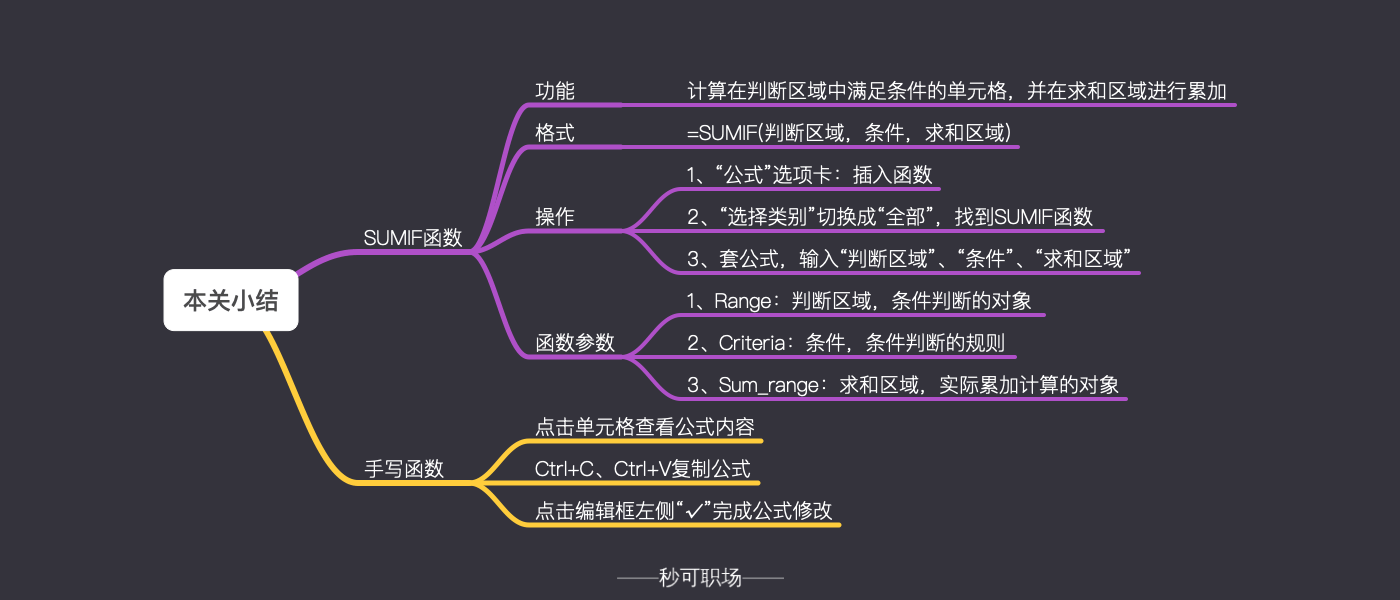 本关小结
SUMIF函数
功能
计算在判断区域中满足条件的单元格，并在求和区域进行累加
格式
=SUMIF(判断区域，条件，求和区域)
操作
1、“公式”选项卡：插入函数
2、“选择类别”切换成“全部”，找到SUMIF函数
3、套公式，输入“判断区域”、“条件”、“求和区域”
函数参数
1、Range：判断区域，条件判断的对象
2、Criteria：条件，条件判断的规则
3、Sum_range：求和区域，实际累加计算的对象
手写函数
点击单元格查看公式内容
Ctrl+C、Ctrl+V复制公式
点击编辑框左侧“✓”完成公式修改
——秒可职场——